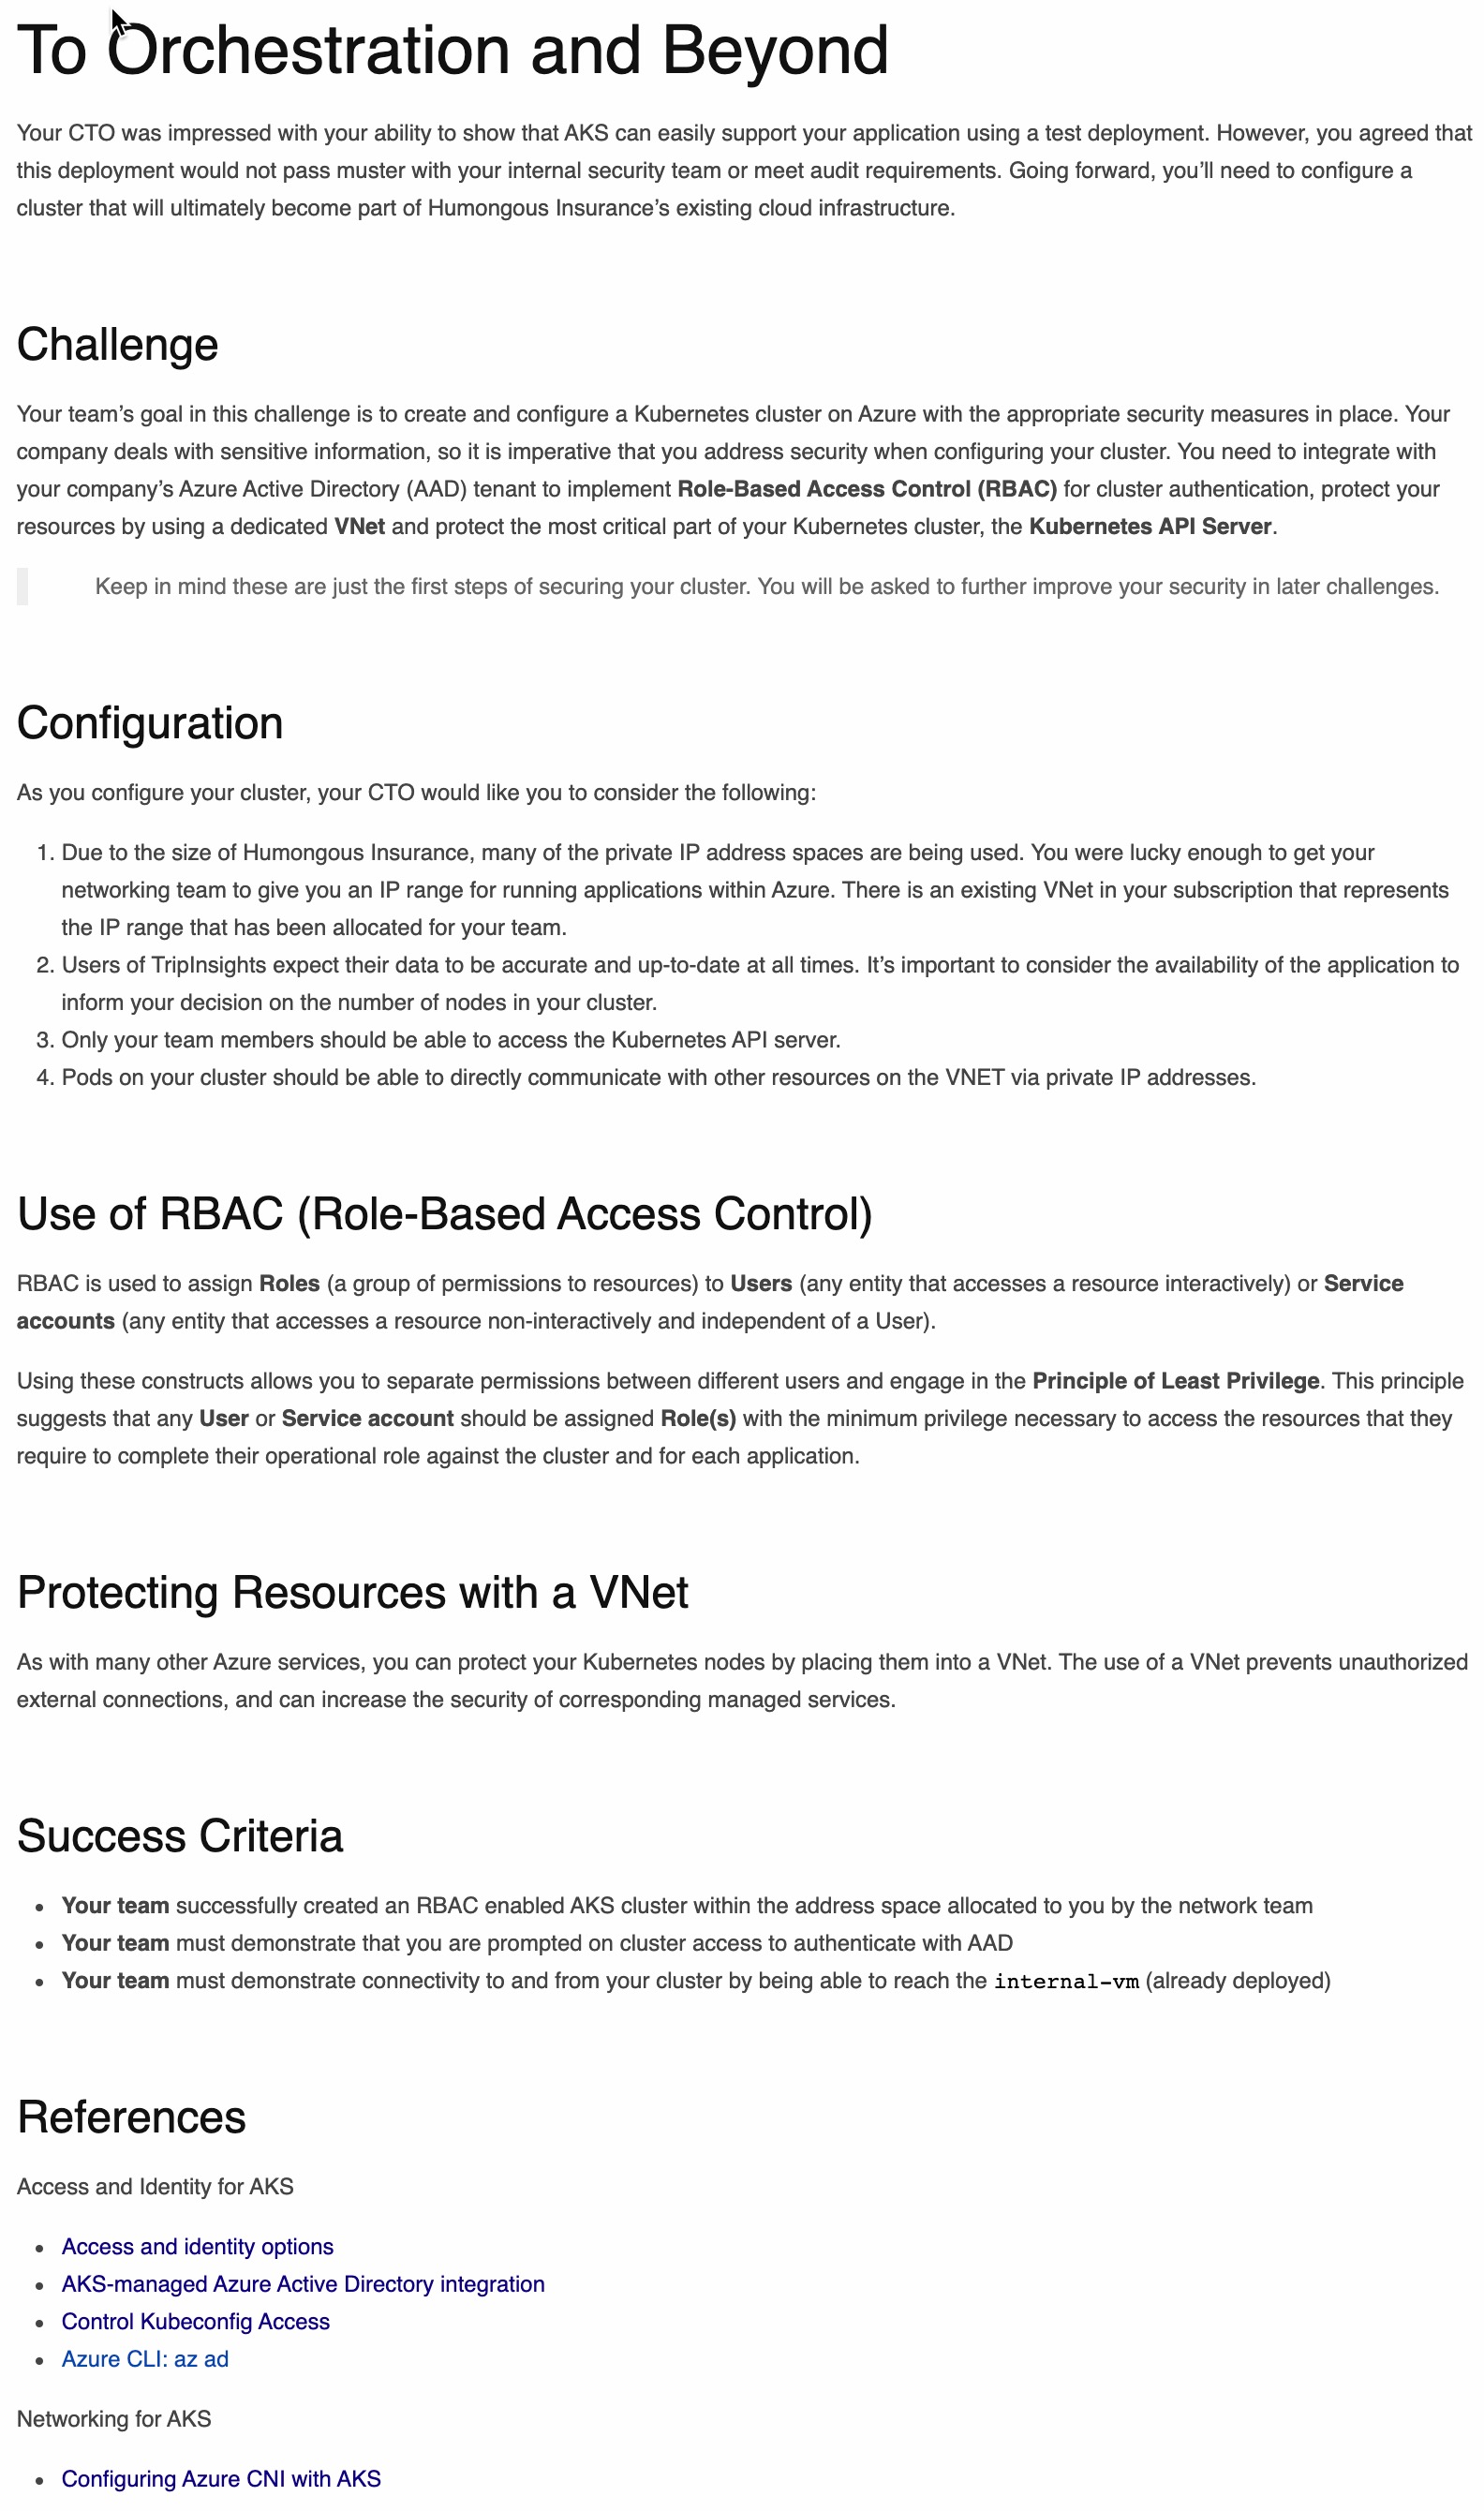 To Orchestration and Beyond
Your CTO was impressed with your ability to show that AKS can easily support your application using a test deployment. However, you agreed that
this deployment would not pass muster with your internal security team or meet audit requirements. Going forward, you’ll need to configure a
cluster that will ultimately become part of Humongous Insurance’s existing cloud infrastructure.
Challenge
Your team’s goal in this challenge is to create and configure a Kubernetes cluster on Azure with the appropriate security measures in place. Your
company deals with sensitive information, so it is imperative that you address security when configuring your cluster. You need to integrate with
your company’s Azure Active Directory (AAD) tenant to implement Role-Based Access Control (RBAC) for cluster authentication, protect your
resources by using a dedicated VNet and protect the most critical part of your Kubernetes cluster, the Kubernetes API Server.
Keep in mind these are just the first steps of securing your cluster. You will be asked to further improve your security in later challenges.
Configuration
As you configure your cluster, your CTO would like you to consider the following:
1. Due to the size of Humongous Insurance, many of the private IP address spaces are being used. You were lucky enough to get your
networking team to give you an IP range for running applications within Azure. There is an existing VNet in your subscription that represents
the IP range that has been allocated for your team.
2. Users of TripInsights expect their data to be accurate and up-to-date at all times. It’s important to consider the availability of the application to
inform your decision on the number of nodes in your cluster.
3. Only your team members should be able to access the Kubernetes API server.
4. Pods on your cluster should be able to directly communicate with other resources on the VNET via private IP addresses.
Use of RBAC (Role-Based Access Control)
RBAC is used to assign Roles (a group of permissions to resources) to Users (any entity that accesses a resource interactively) or Service
accounts (any entity that accesses a resource non-interactively and independent of a User).
Using these constructs allows you to separate permissions between different users and engage in the Principle of Least Privilege. This principle
suggests that any User or Service account should be assigned Role(s) with the minimum privilege necessary to access the resources that they
require to complete their operational role against the cluster and for each application.
Protecting Resources with a VNet
As with many other Azure services, you can protect your Kubernetes nodes by placing them into a VNet. The use of a VNet prevents unauthorized
external connections, and can increase the security of corresponding managed services.
Success Criteria
• Your team successfully created an RBAC enabled AKS cluster within the address space allocated to you by the network team
• Your team must demonstrate that you are prompted on cluster access to authenticate with AAD
• Your team must demonstrate connectivity to and from your cluster by being able to reach the internal-vm (already deployed)
References
Access and Identity for AKS
• Access and identity options
• AKS-managed Azure Active Directory integration
• Control Kubeconfig Access
• Azure CLI: az ad
Networking for AKS
• Configuring Azure CNI with AKS